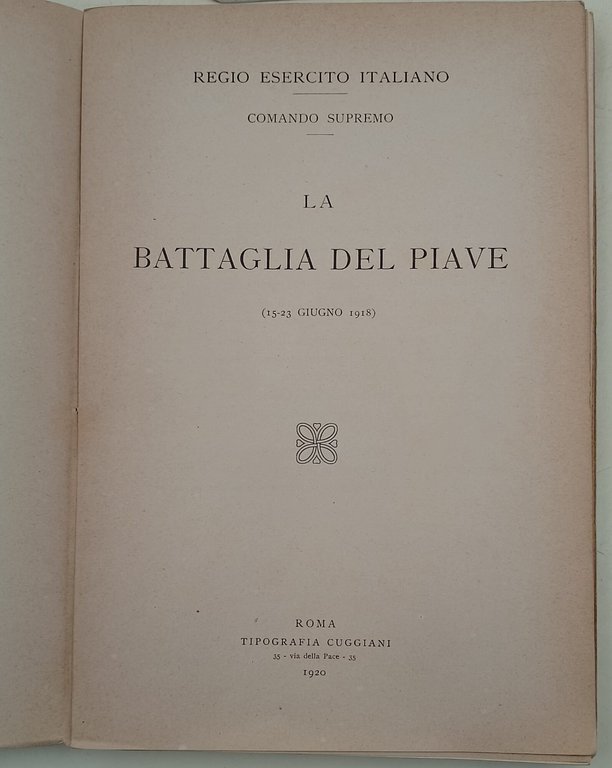 REGIO ESERCITO ITALIANO
COMANDO SUPREMO
LA
BATTAGLIA DEL PIAVE
(15-23 GIUGNO 1918)
ROMA
TIPOGRAFIA CUGGIANI
35 - via della Pace - 35
1920